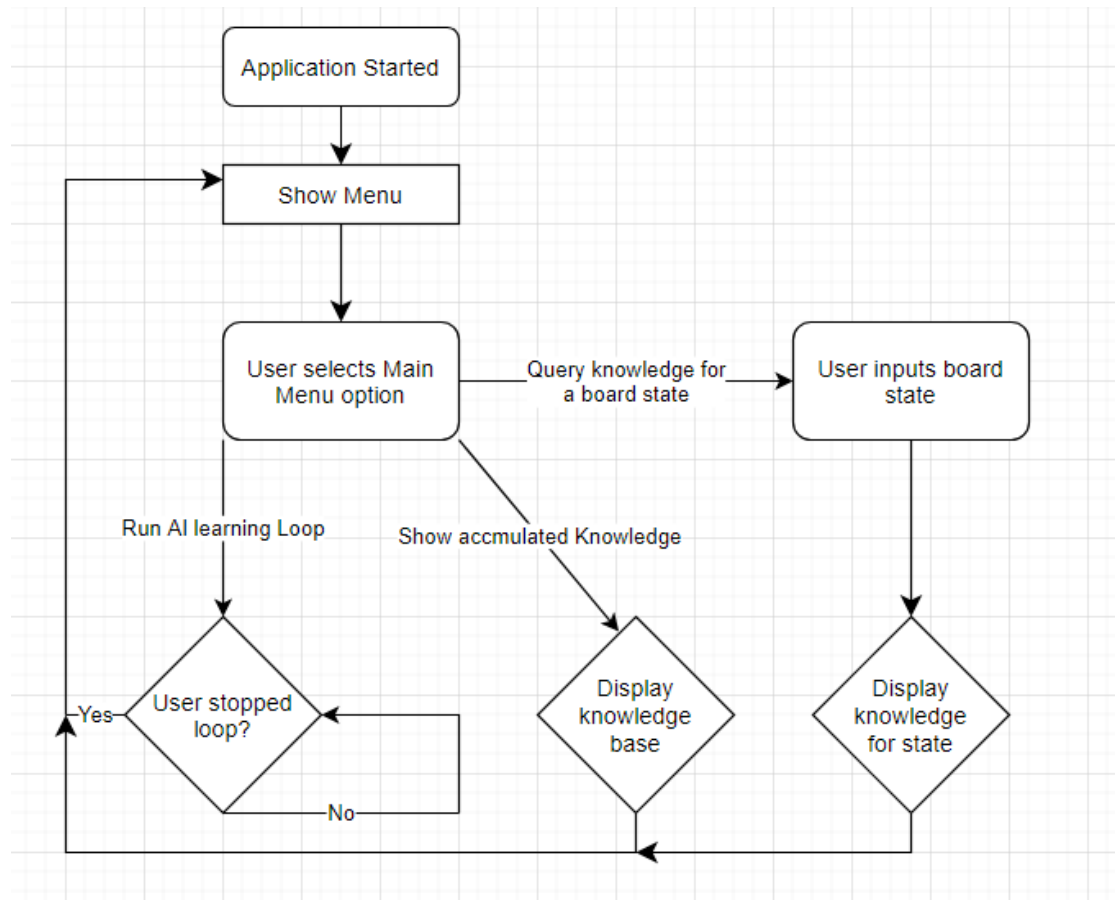 Application Started
Show Menu
User selects Main
Menu option
Query knowledge for
a board state
User inputs board
state
Run AI learning Loop
Show accmulated Knowledge
User stopped
loop?
Yes
No
Display
knowledge
base
Display
knowledge
for state